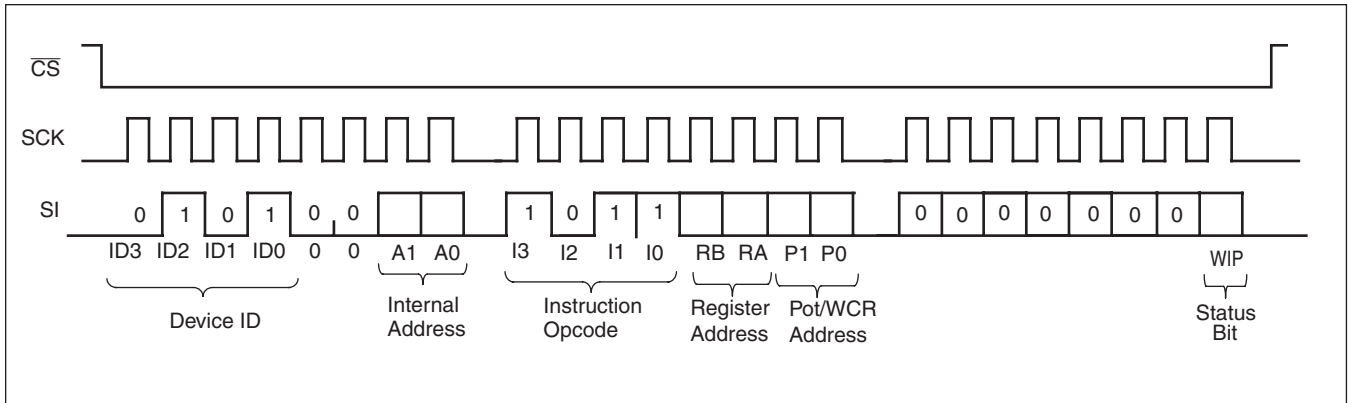 CS
SCK
SI
0 1 0 1 0 0
1 0 1 1
0 0 0 0 0 0 0
ID3 ID2 ID1 ID0 0 0 A1 A0 I3 I2 I1 I0 RB RA P1 P0 WIP
Device ID
Internal
Address
Instruction
Opcode
Register
Address
Pot/WCR
Address
Status
Bit